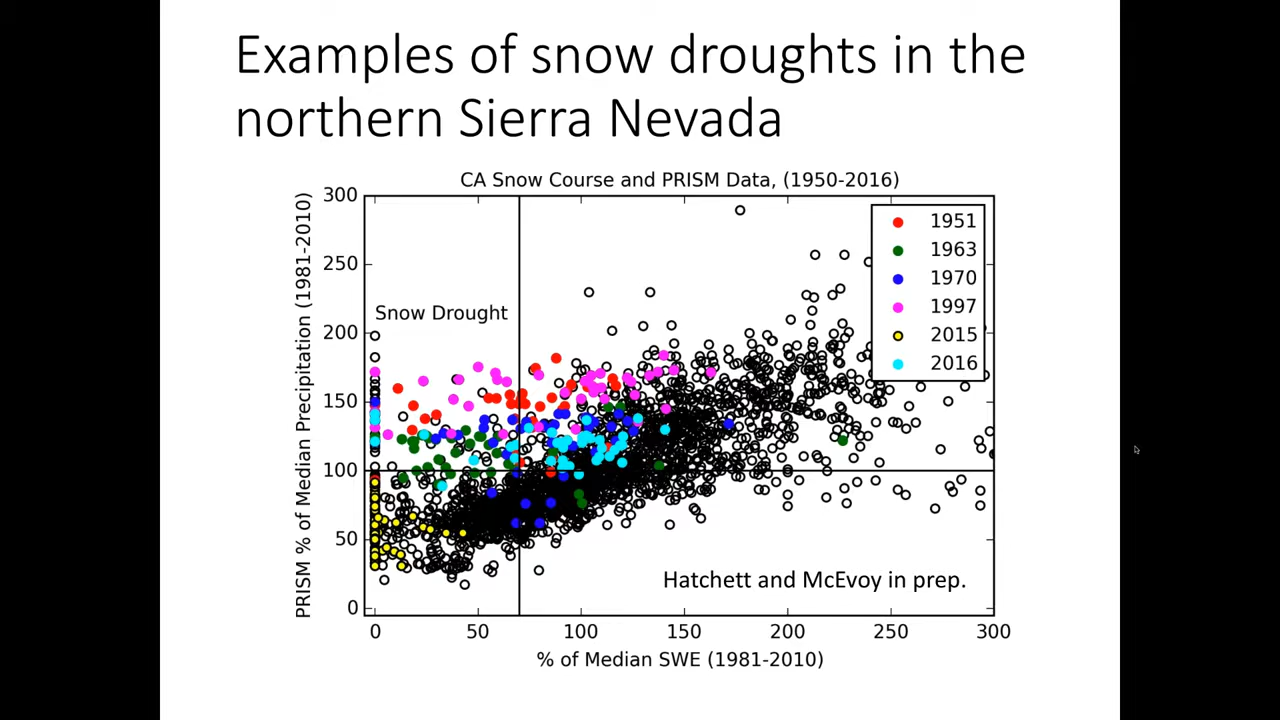 Examples of snow droughts in the
northern Sierra Nevada
CA Snow Course and PRISM Data, (1950-2016)
PRISM % of Median Precipitation (1981-2010)
300
250
200
150
100
50
0
Snow Drought
1951
1963
1970
1997
2015
2016
Hatchett and McEvoy in prep.
0 50 100 150 200 250 300
% of Median SWE (1981-2010)